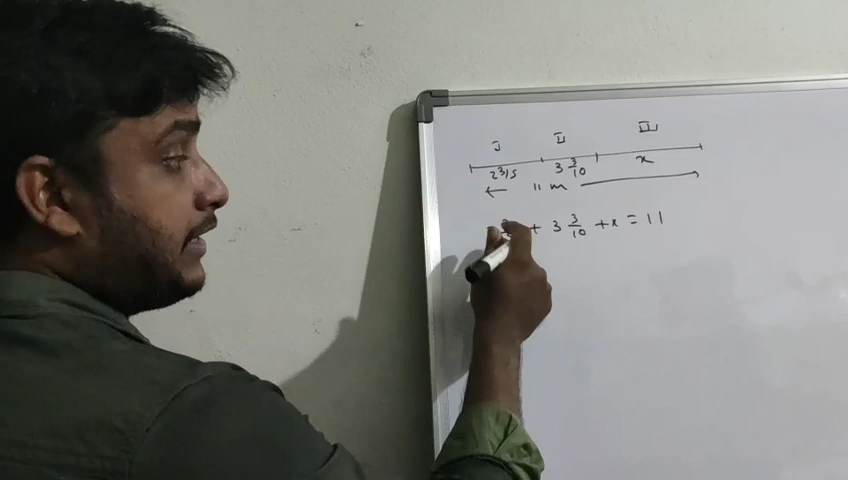 I II III
2 3/5 3 3/10 x
← 11 m →
+ 3 3/10 + x = 11